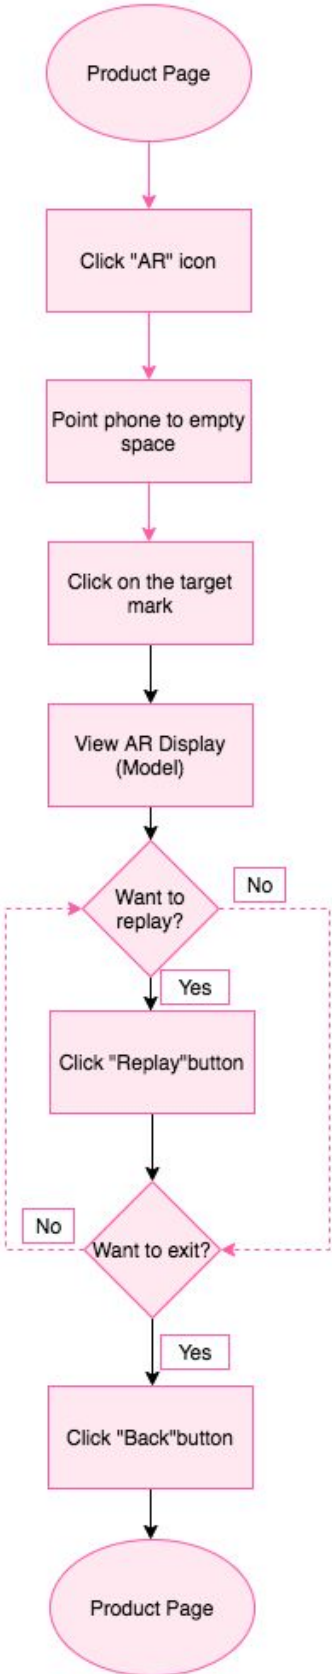 Product Page
Click "AR" icon
Point phone to empty
space
Click on the target
mark
View AR Display
(Model)
Want to
replay?
No
Yes
Click "Replay"button
No
Want to exit?
Yes
Click "Back"button
Product Page